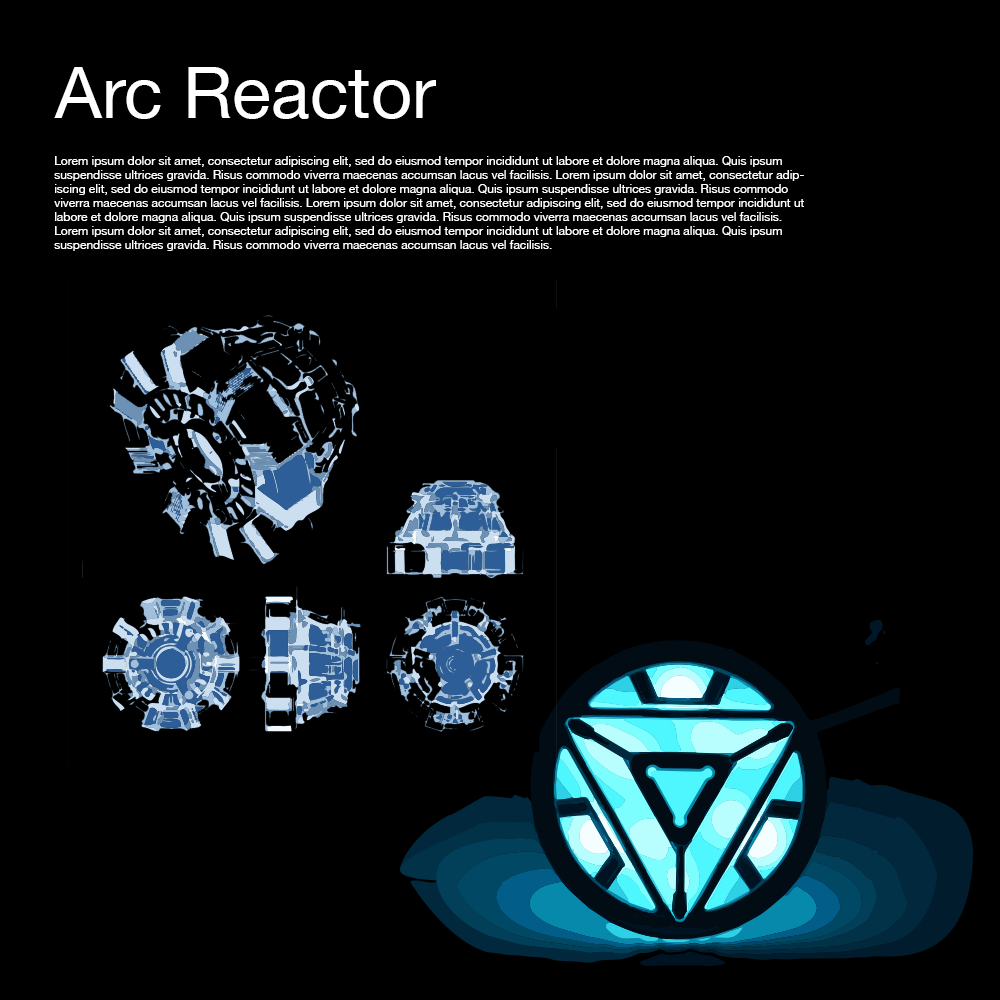 Arc Reactor
Lorem ipsum dolor sit amet, consectetur adipiscing elit, sed do eiusmod tempor incididunt ut labore et dolore magna aliqua. Quis ipsum
suspendisse ultrices gravida. Risus commodo viverra maecenas accumsan lacus vel facilisis. Lorem ipsum dolor sit amet, consectetur adip-
iscing elit, sed do eiusmod tempor incididunt ut labore et dolore magna aliqua. Quis ipsum suspendisse ultrices gravida. Risus commodo
viverra maecenas accumsan lacus vel facilisis. Lorem ipsum dolor sit amet, consectetur adipiscing elit, sed do eiusmod tempor incididunt ut
labore et dolore magna aliqua. Quis ipsum suspendisse ultrices gravida. Risus commodo viverra maecenas accumsan lacus vel facilisis.
Lorem ipsum dolor sit amet, consectetur adipiscing elit, sed do eiusmod tempor incididunt ut labore et dolore magna aliqua. Quis ipsum
suspendisse ultrices gravida. Risus commodo viverra maecenas accumsan lacus vel facilisis.